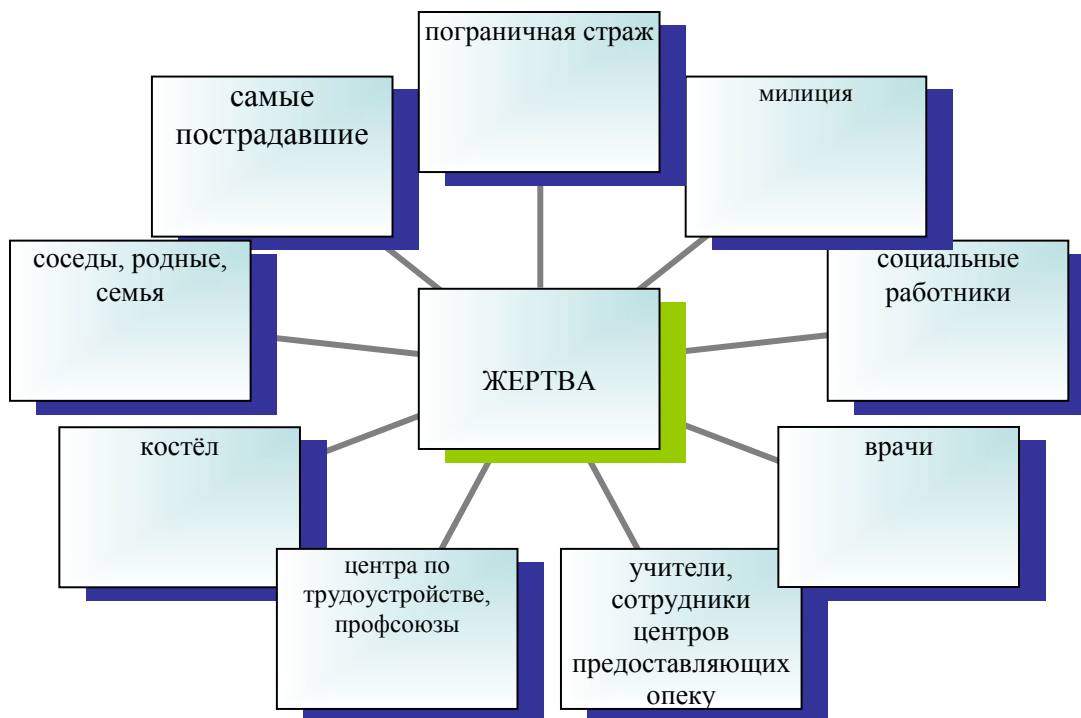 пограничная страж
самые
пострадавшие
милиция
соседы, родные,
семья
социальные
работники
ЖЕРТВА
костёл
врачи
центра по
трудоустройстве,
профсоюзы
учители,
сотрудники
центров
предоставляющих
опеку